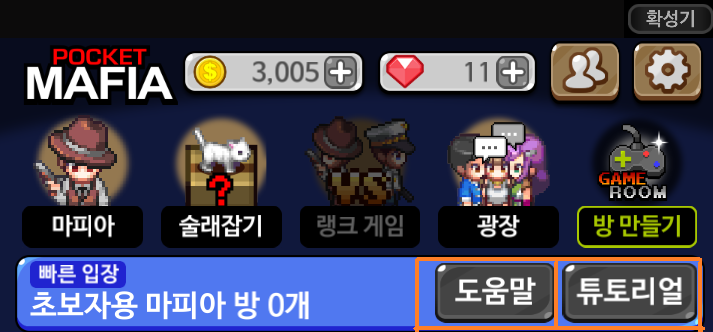 확성기
POCKET
MAFIA
3,005
11
VS
?
GAME
ROOM
마피아
술래잡기
랭크 게임
광장
방 만들기
빠른 입장
초보자용 마피아 방 0개
도움말
튜토리얼